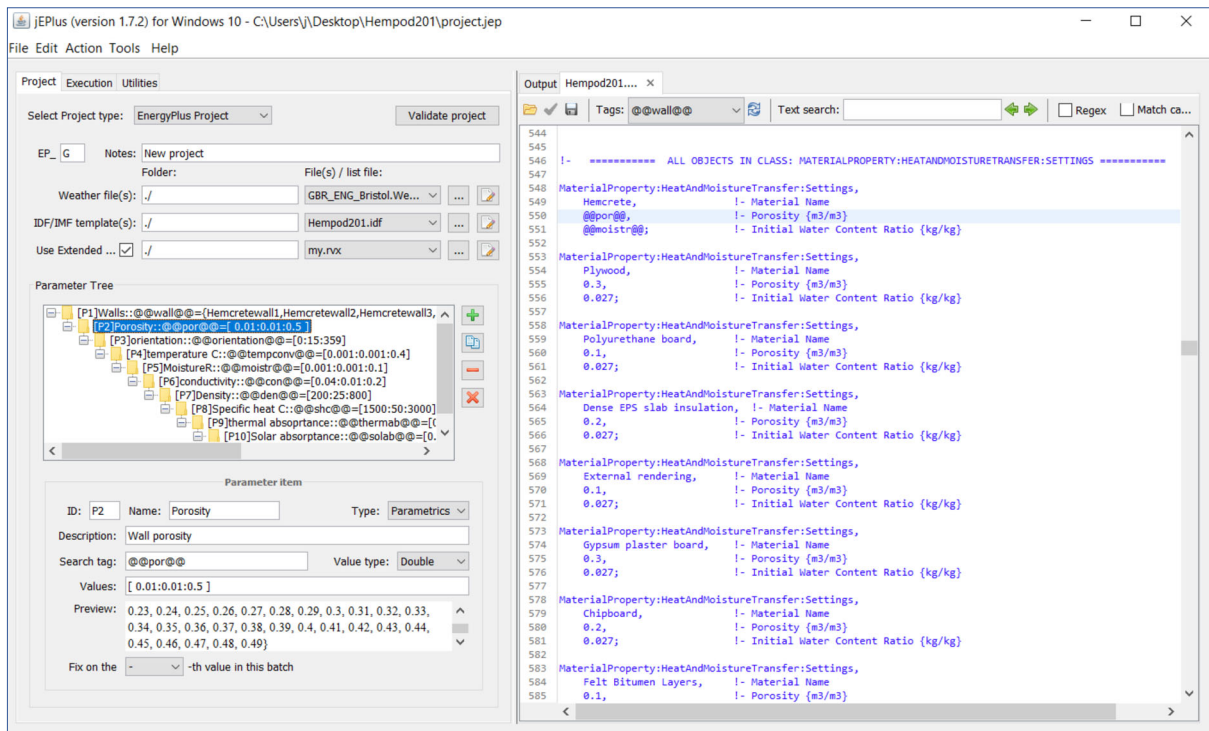 jEPlus (version 1.7.2) for Windows 10 - C:\Users\j\Desktop\Hempod201\project.jep
File Edit Action Tools Help
Project Execution Utilities
Select Project type: EnergyPlus Project Validate project
EP_ G Notes: New project
Folder: File(s) / list file:
Weather file(s): ./ GBR_ENG_Bristol.We... ...
IDF/IMF template(s): ./ Hempod201.idf ...
Use Extended ... ./ my.rvx ...
Parameter Tree
[P1]Walls::@@wall@@={Hemcretewall1,Hemcretewall2,Hemcretewall3,
[P2]Porosity::@@por@@=[ 0.01:0.01:0.5 ]
[P3]orientation::@@orientation@@=[0:15:359]
[P4]temperature C::@@tempconv@@=[0.001:0.001:0.4]
[P5]MoistureR::@@moistr@@=[0.001:0.001:0.1]
[P6]conductivity::@@con@@=[0.04:0.01:0.2]
[P7]Density::@@den@@=[200:25:800]
[P8]Specific heat C::@@shc@@=[1500:50:3000]
[P9]thermal absoprtance::@@thermab@@=[(
[P10]Solar absorptance::@@solab@@=[0.
Parameter item
ID: P2 Name: Porosity Type: Parametrics
Description: Wall porosity
Search tag: @@por@@ Value type: Double
Values: [ 0.01:0.01:0.5 ]
Preview: 0.23, 0.24, 0.25, 0.26, 0.27, 0.28, 0.29, 0.3, 0.31, 0.32, 0.33,
0.34, 0.35, 0.36, 0.37, 0.38, 0.39, 0.4, 0.41, 0.42, 0.43, 0.44,
0.45, 0.46, 0.47, 0.48, 0.49}
Fix on the - -th value in this batch
Output Hempod201.... ×
Tags: @@wall@@ Text search: Regex Match ca...
544
545
546 !- =========== ALL OBJECTS IN CLASS: MATERIALPROPERTY:HEATANDMOISTURETRANSFER:SETTINGS ===========
547
548 MaterialProperty:HeatAndMoistureTransfer:Settings,
549 Hemcrete, !- Material Name
550 @@por@@, !- Porosity {m3/m3}
551 @@moistr@@; !- Initial Water Content Ratio {kg/kg}
552
553 MaterialProperty:HeatAndMoistureTransfer:Settings,
554 Plywood, !- Material Name
555 0.3, !- Porosity {m3/m3}
556 0.027; !- Initial Water Content Ratio {kg/kg}
557
558 MaterialProperty:HeatAndMoistureTransfer:Settings,
559 Polyurethane board, !- Material Name
560 0.1, !- Porosity {m3/m3}
561 0.027; !- Initial Water Content Ratio {kg/kg}
562
563 MaterialProperty:HeatAndMoistureTransfer:Settings,
564 Dense EPS slab insulation, !- Material Name
565 0.2, !- Porosity {m3/m3}
566 0.027; !- Initial Water Content Ratio {kg/kg}
567
568 MaterialProperty:HeatAndMoistureTransfer:Settings,
569 External rendering, !- Material Name
570 0.1, !- Porosity {m3/m3}
571 0.027; !- Initial Water Content Ratio {kg/kg}
572
573 MaterialProperty:HeatAndMoistureTransfer:Settings,
574 Gypsum plaster board, !- Material Name
575 0.3, !- Porosity {m3/m3}
576 0.027; !- Initial Water Content Ratio {kg/kg}
577
578 MaterialProperty:HeatAndMoistureTransfer:Settings,
579 Chipboard, !- Material Name
580 0.2, !- Porosity {m3/m3}
581 0.027; !- Initial Water Content Ratio {kg/kg}
582
583 MaterialProperty:HeatAndMoistureTransfer:Settings,
584 Felt Bitumen Layers, !- Material Name
585 0.1, !- Porosity {m3/m3}